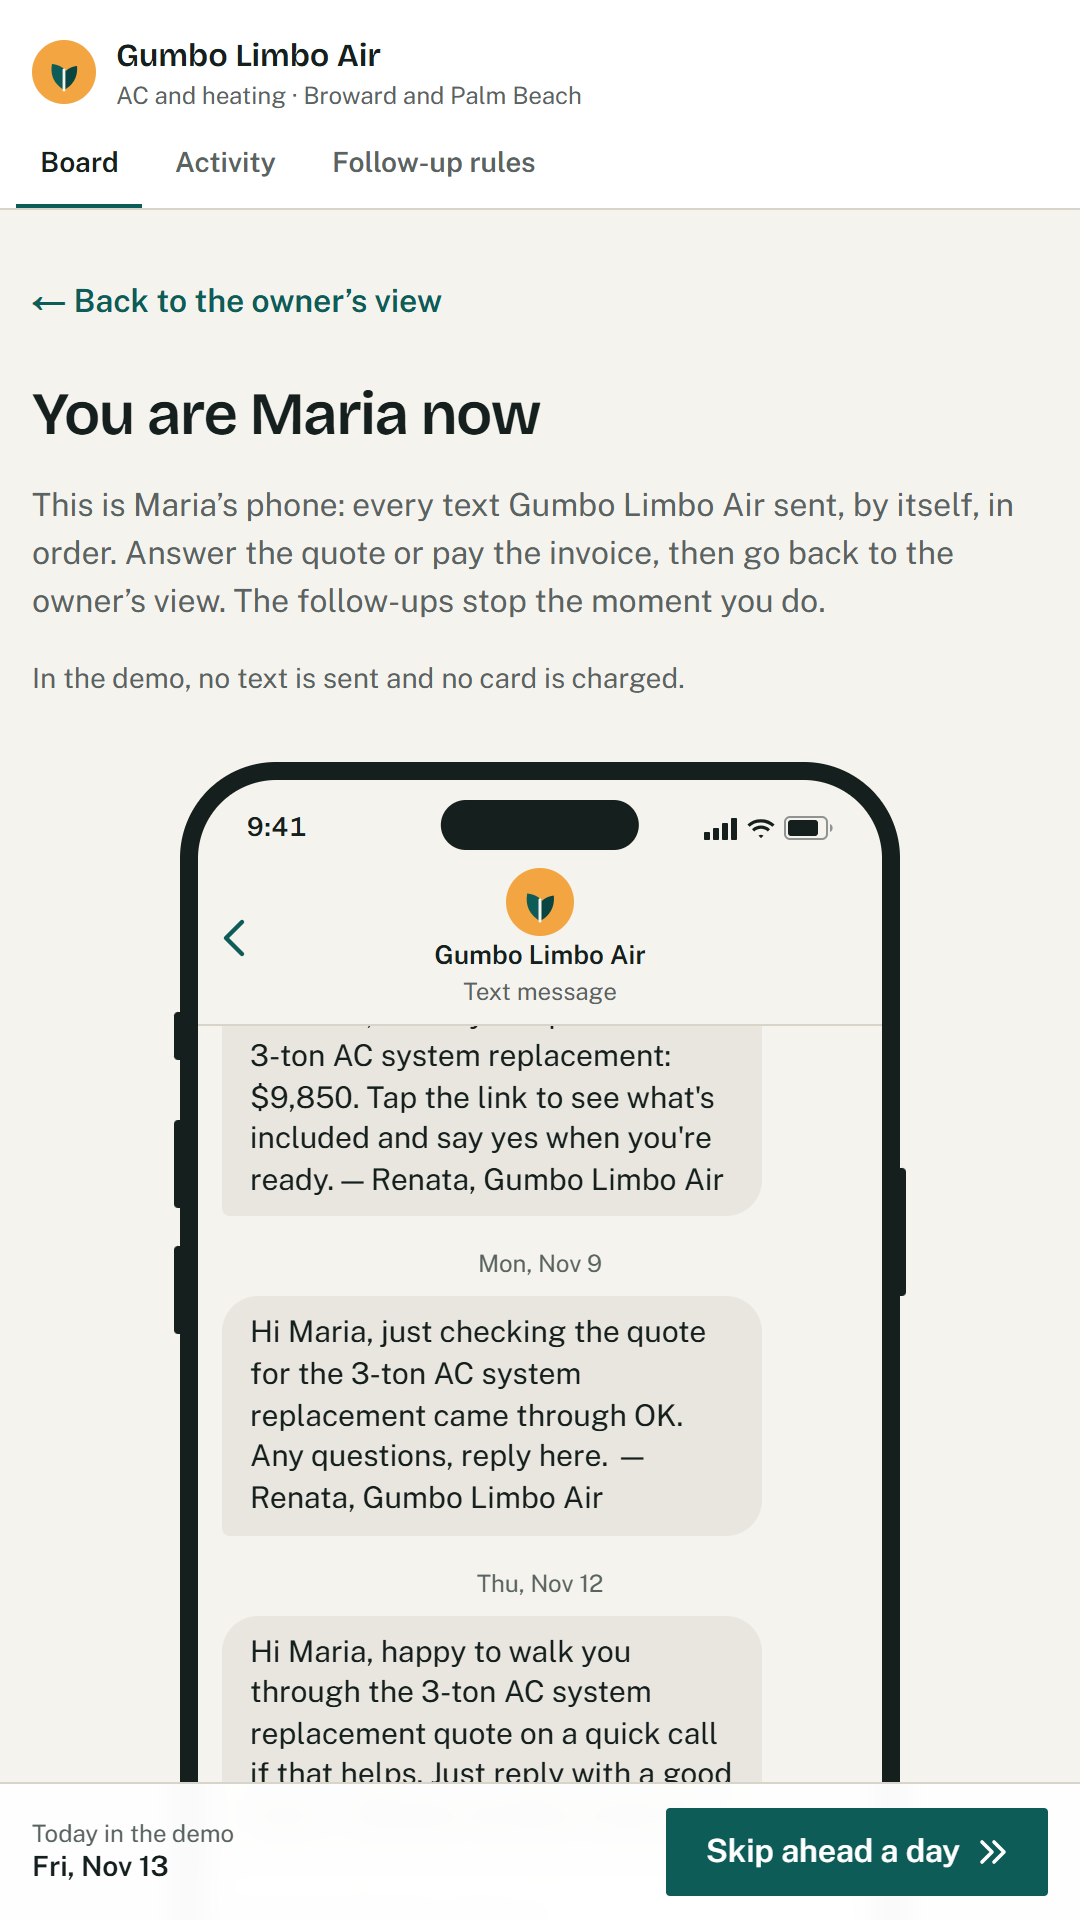 Gumbo Limbo Air
AC and heating · Broward and Palm Beach
Board
Activity
Follow-up rules
← Back to the owner’s view
You are Maria now
This is Maria’s phone: every text Gumbo Limbo Air sent, by itself, in
order. Answer the quote or pay the invoice, then go back to the
owner’s view. The follow-ups stop the moment you do.
In the demo, no text is sent and no card is charged.
9:41
Gumbo Limbo Air
Text message
3-ton AC system replacement:
$9,850. Tap the link to see what's
included and say yes when you're
ready. — Renata, Gumbo Limbo Air
Mon, Nov 9
Hi Maria, just checking the quote
for the 3-ton AC system
replacement came through OK.
Any questions, reply here. —
Renata, Gumbo Limbo Air
Thu, Nov 12
Hi Maria, happy to walk you
through the 3-ton AC system
replacement quote on a quick call
if that helps. Just reply with a good
Today in the demo
Fri, Nov 13
Skip ahead a day